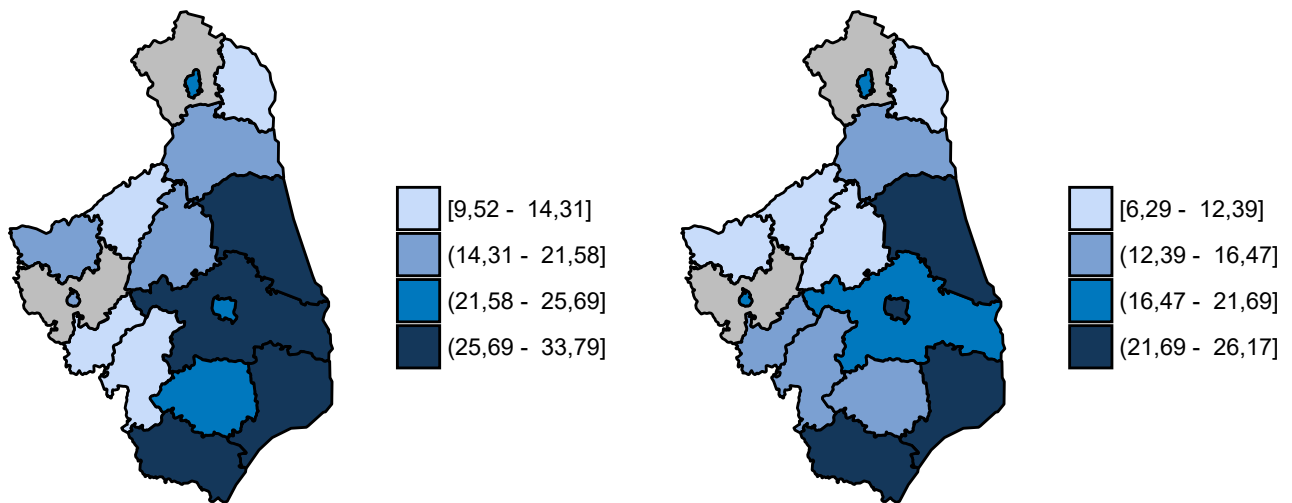 [9,52 - 14,31]
(14,31 - 21,58]
(21,58 - 25,69]
(25,69 - 33,79]
[6,29 - 12,39]
(12,39 - 16,47]
(16,47 - 21,69]
(21,69 - 26,17]